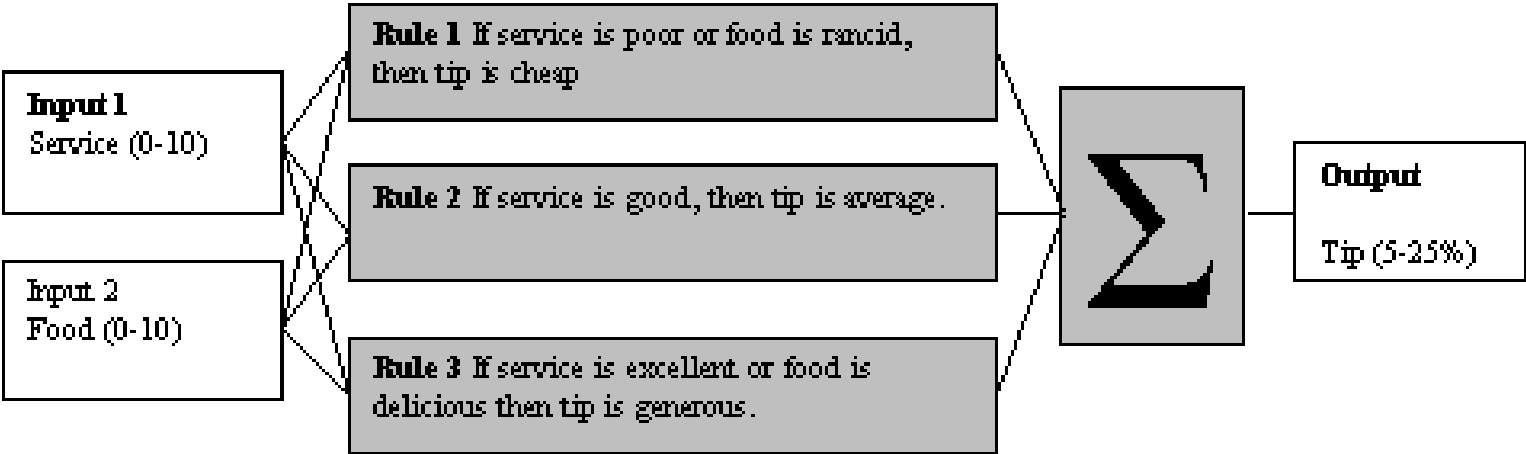 Input 1
Service (0-10)
Input 2
Food (0-10)
Rule 1 If service is poor or food is rancid,
then tip is cheap
Rule 2 If service is good, then tip is average.
Rule 3 If service is excellent or food is
delicious then tip is generous.
Σ
Output
Tip (5-25%)